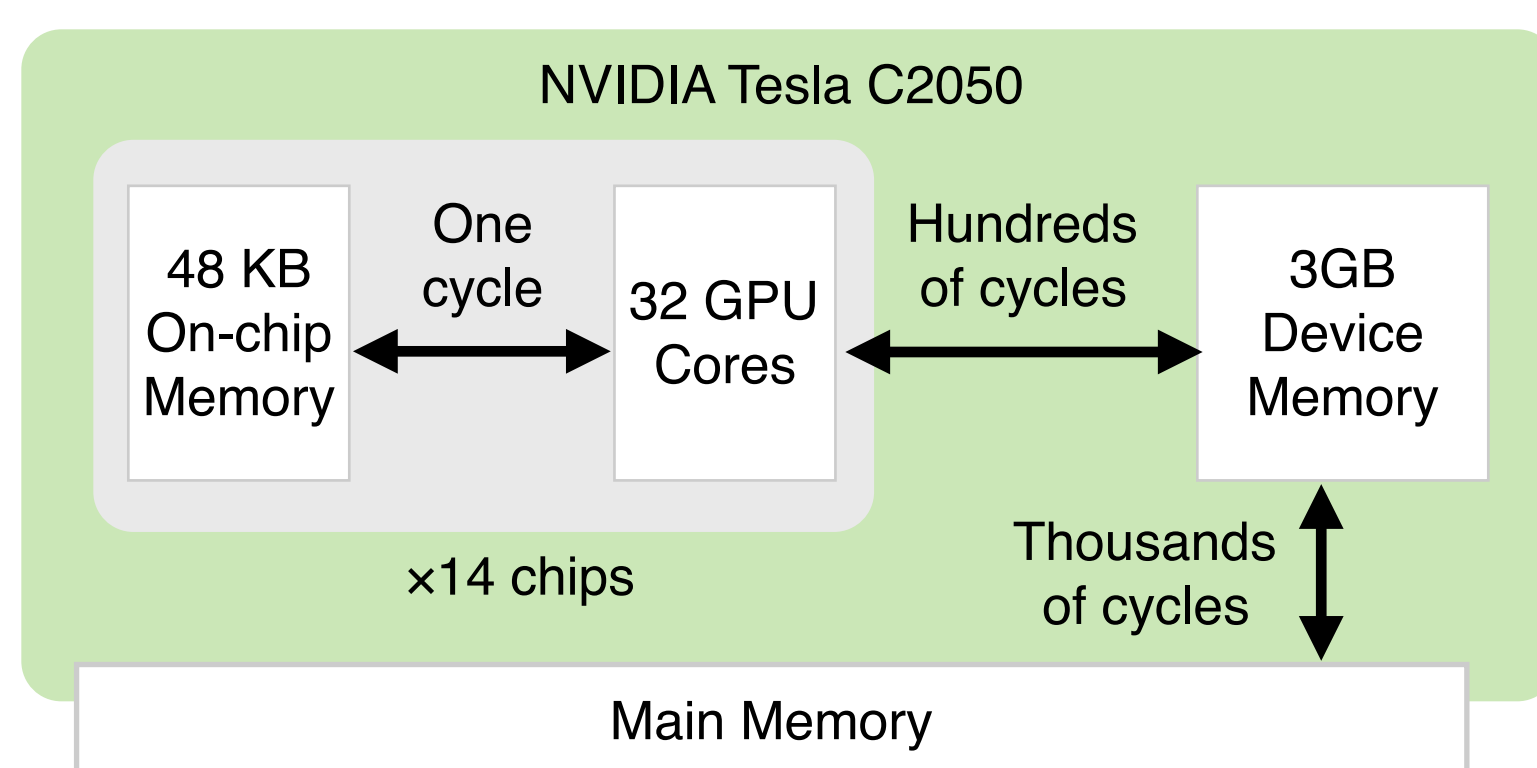 NVIDIA Tesla C2050
48 KB
On-chip
Memory
One
cycle
32 GPU
Cores
Hundreds
of cycles
3GB
Device
Memory
×14 chips
Thousands
of cycles
Main Memory